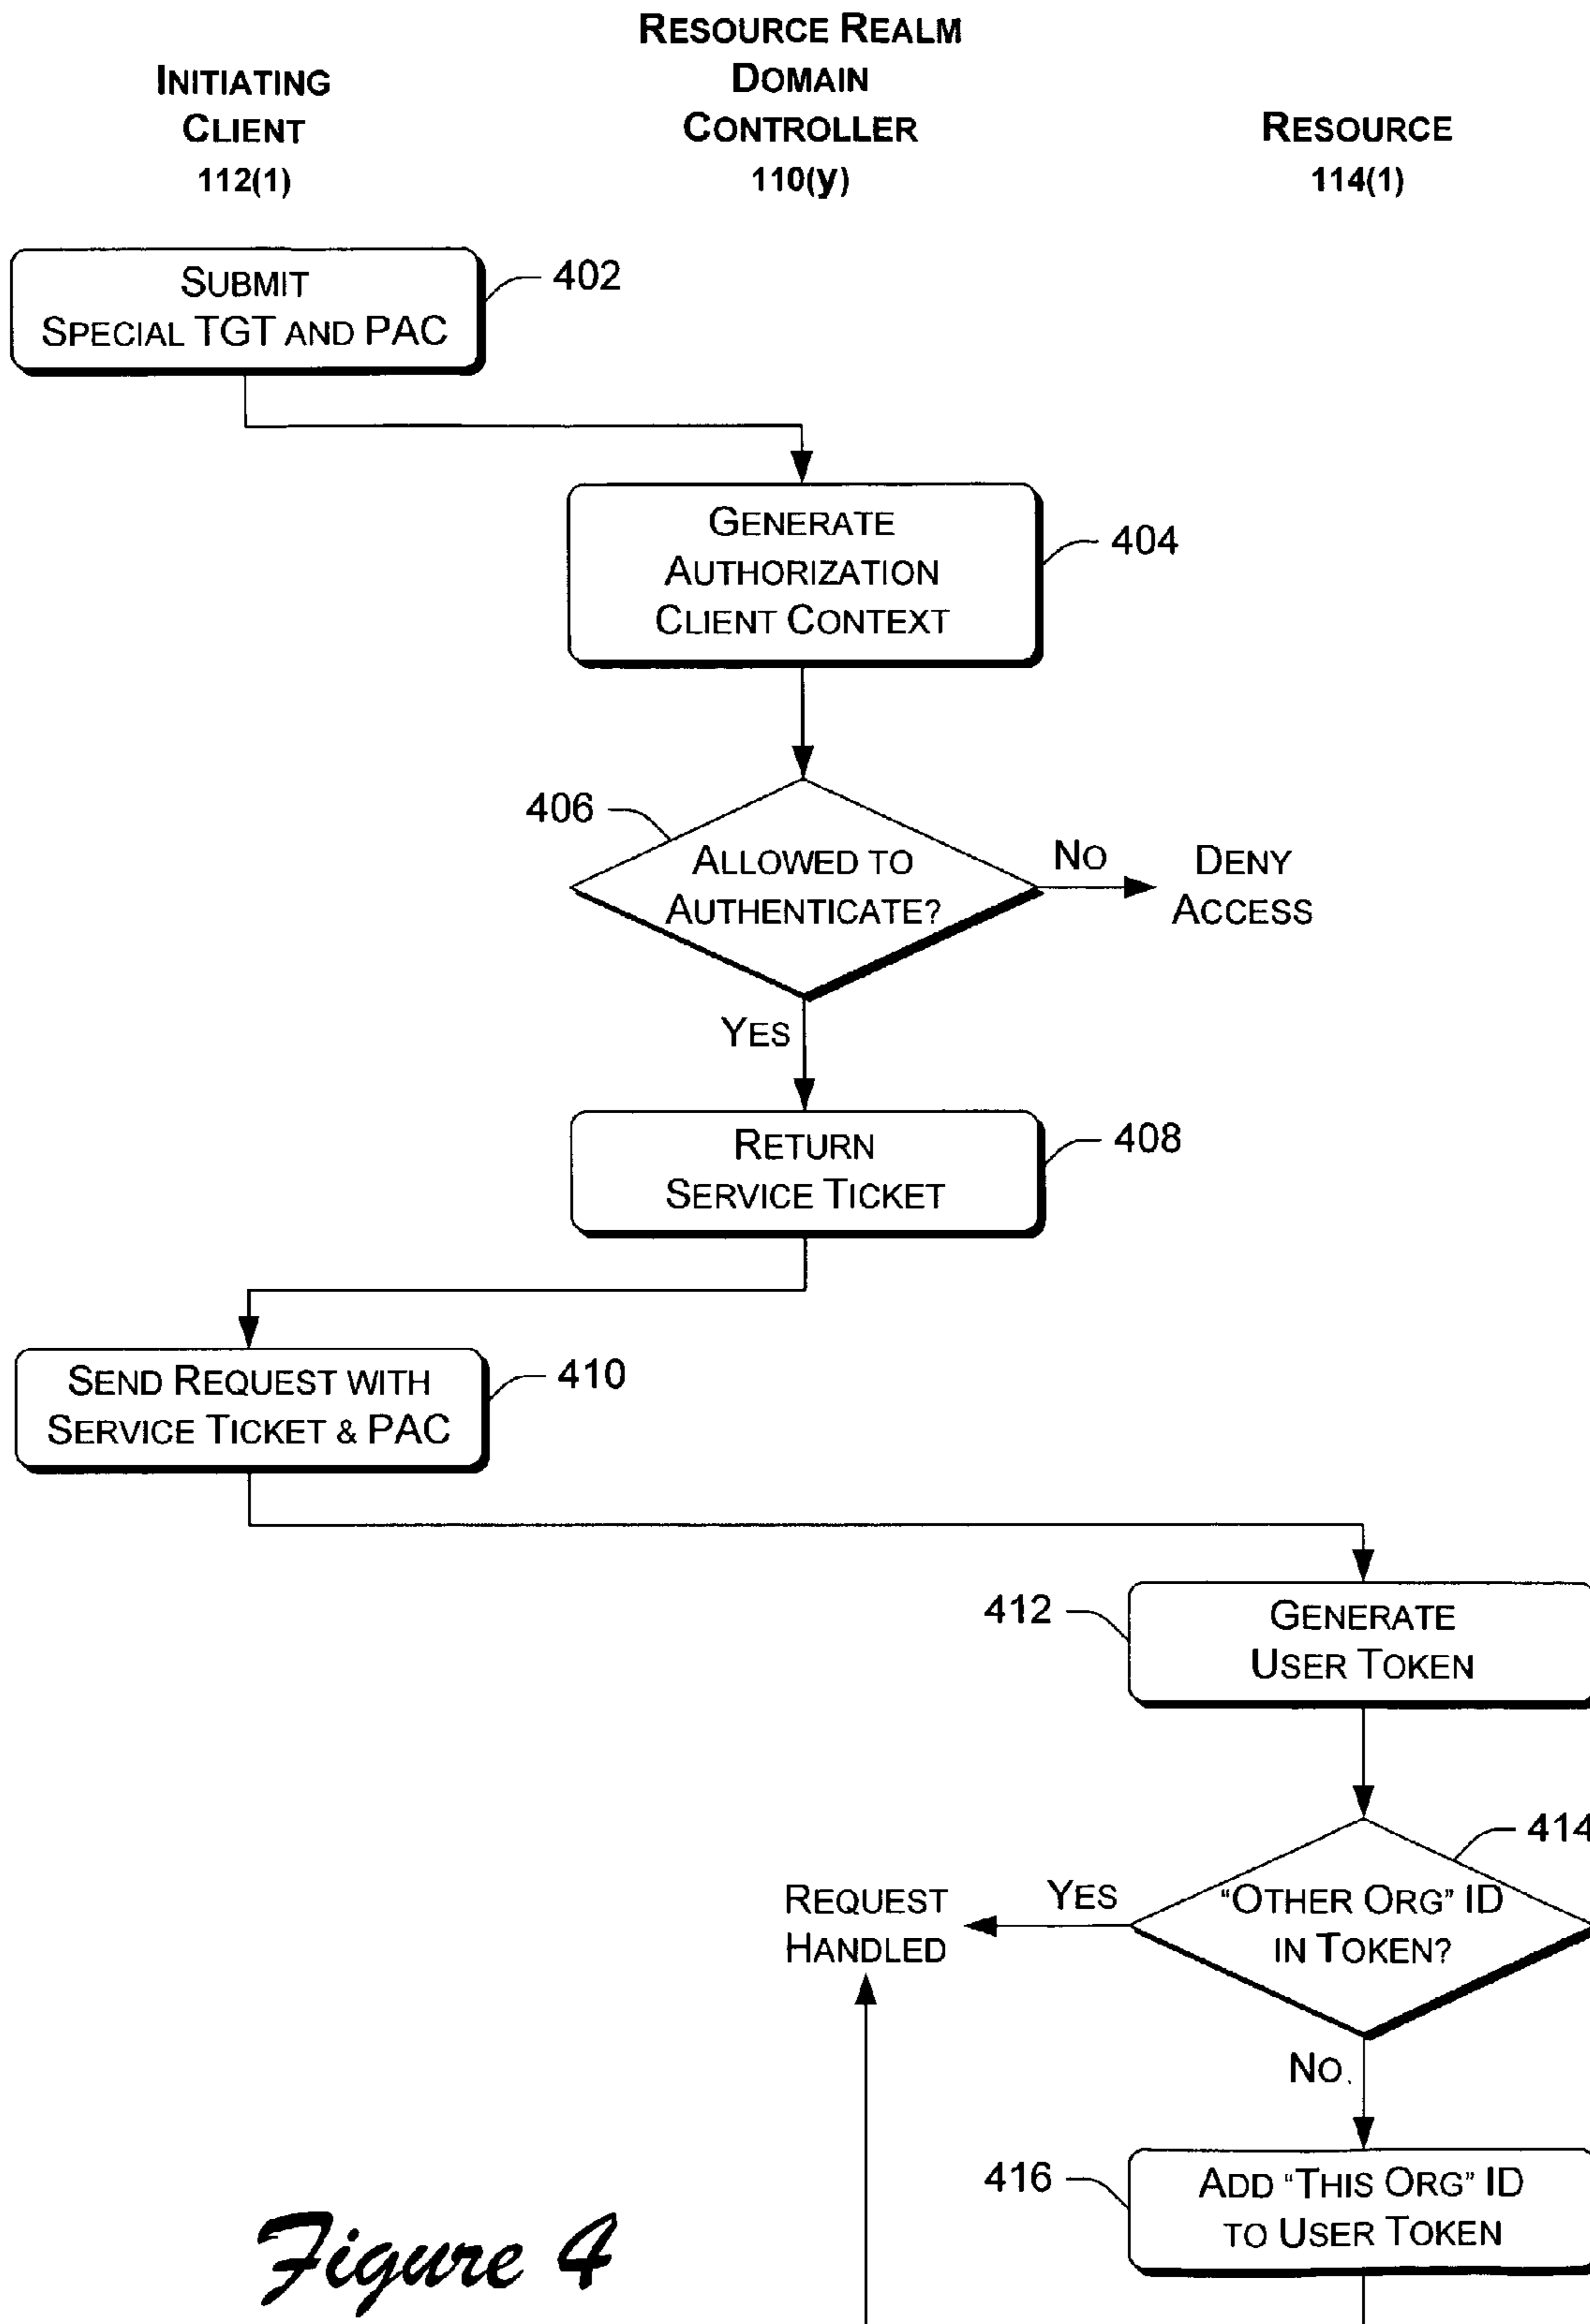 RESOURCE REALM
DOMAIN
CONTROLLER
110(y)
INITIATING
CLIENT
112(1)
RESOURCE
114(1)
SUBMIT
SPECIAL TGT AND PAC
402
GENERATE
AUTHORIZATION
CLIENT CONTEXT
404
406
ALLOWED TO
AUTHENTICATE?
NO
DENY
ACCESS
YES
RETURN
SERVICE TICKET
408
SEND REQUEST WITH
SERVICE TICKET & PAC
410
412
GENERATE
USER TOKEN
414
"OTHER ORG" ID
IN TOKEN?
YES
REQUEST
HANDLED
NO
416
ADD "THIS ORG" ID
TO USER TOKEN
Figure 4